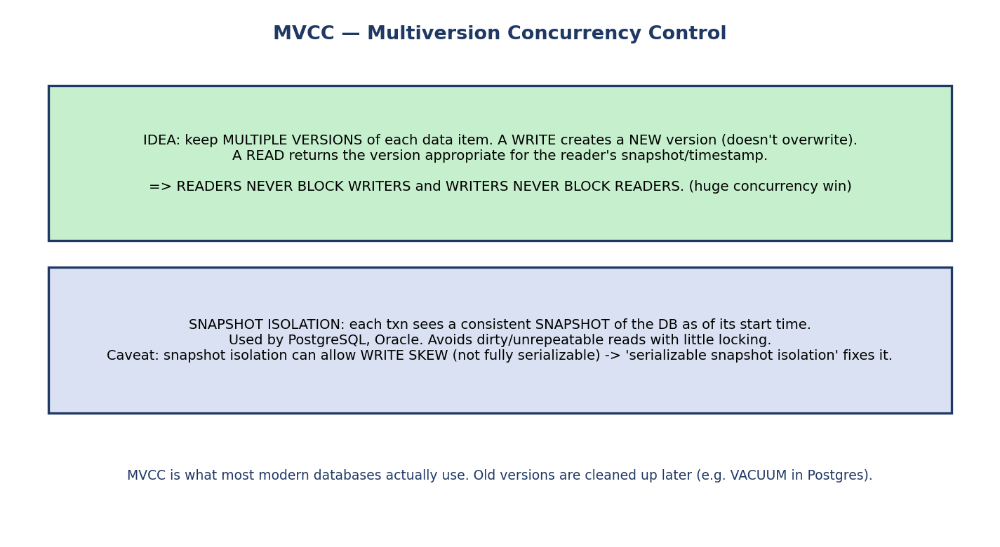 MVCC — Multiversion Concurrency Control
IDEA: keep MULTIPLE VERSIONS of each data item. A WRITE creates a NEW version (doesn't overwrite).
A READ returns the version appropriate for the reader's snapshot/timestamp.
=> READERS NEVER BLOCK WRITERS and WRITERS NEVER BLOCK READERS. (huge concurrency win)
SNAPSHOT ISOLATION: each txn sees a consistent SNAPSHOT of the DB as of its start time.
Used by PostgreSQL, Oracle. Avoids dirty/unrepeatable reads with little locking.
Caveat: snapshot isolation can allow WRITE SKEW (not fully serializable) -> 'serializable snapshot isolation' fixes it.
MVCC is what most modern databases actually use. Old versions are cleaned up later (e.g. VACUUM in Postgres).